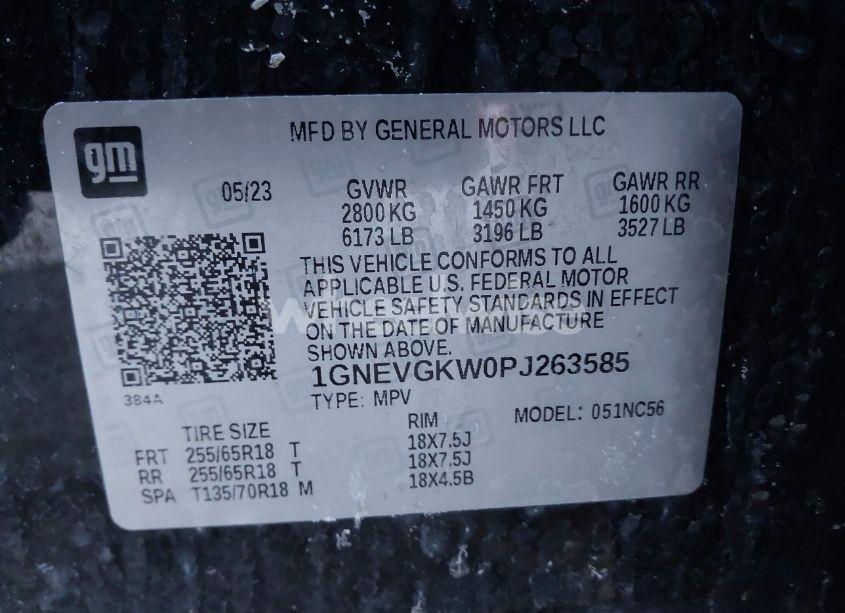 gm
MFD BY GENERAL MOTORS LLC
05/23
GVWR GAWR FRT GAWR RR
2800 KG 1450 KG 1600 KG
6173 LB 3196 LB 3527 LB
THIS VEHICLE CONFORMS TO ALL
APPLICABLE U.S. FEDERAL MOTOR
VEHICLE SAFETY STANDARDS IN EFFECT
ON THE DATE OF MANUFACTURE
SHOWN ABOVE.
1GNEVGKW0PJ263585
384A
TYPE: MPV
MODEL: 051NC56
TIRE SIZE RIM
FRT 255/65R18 T 18X7.5J
RR 255/65R18 T 18X7.5J
SPA T135/70R18 M 18X4.5B